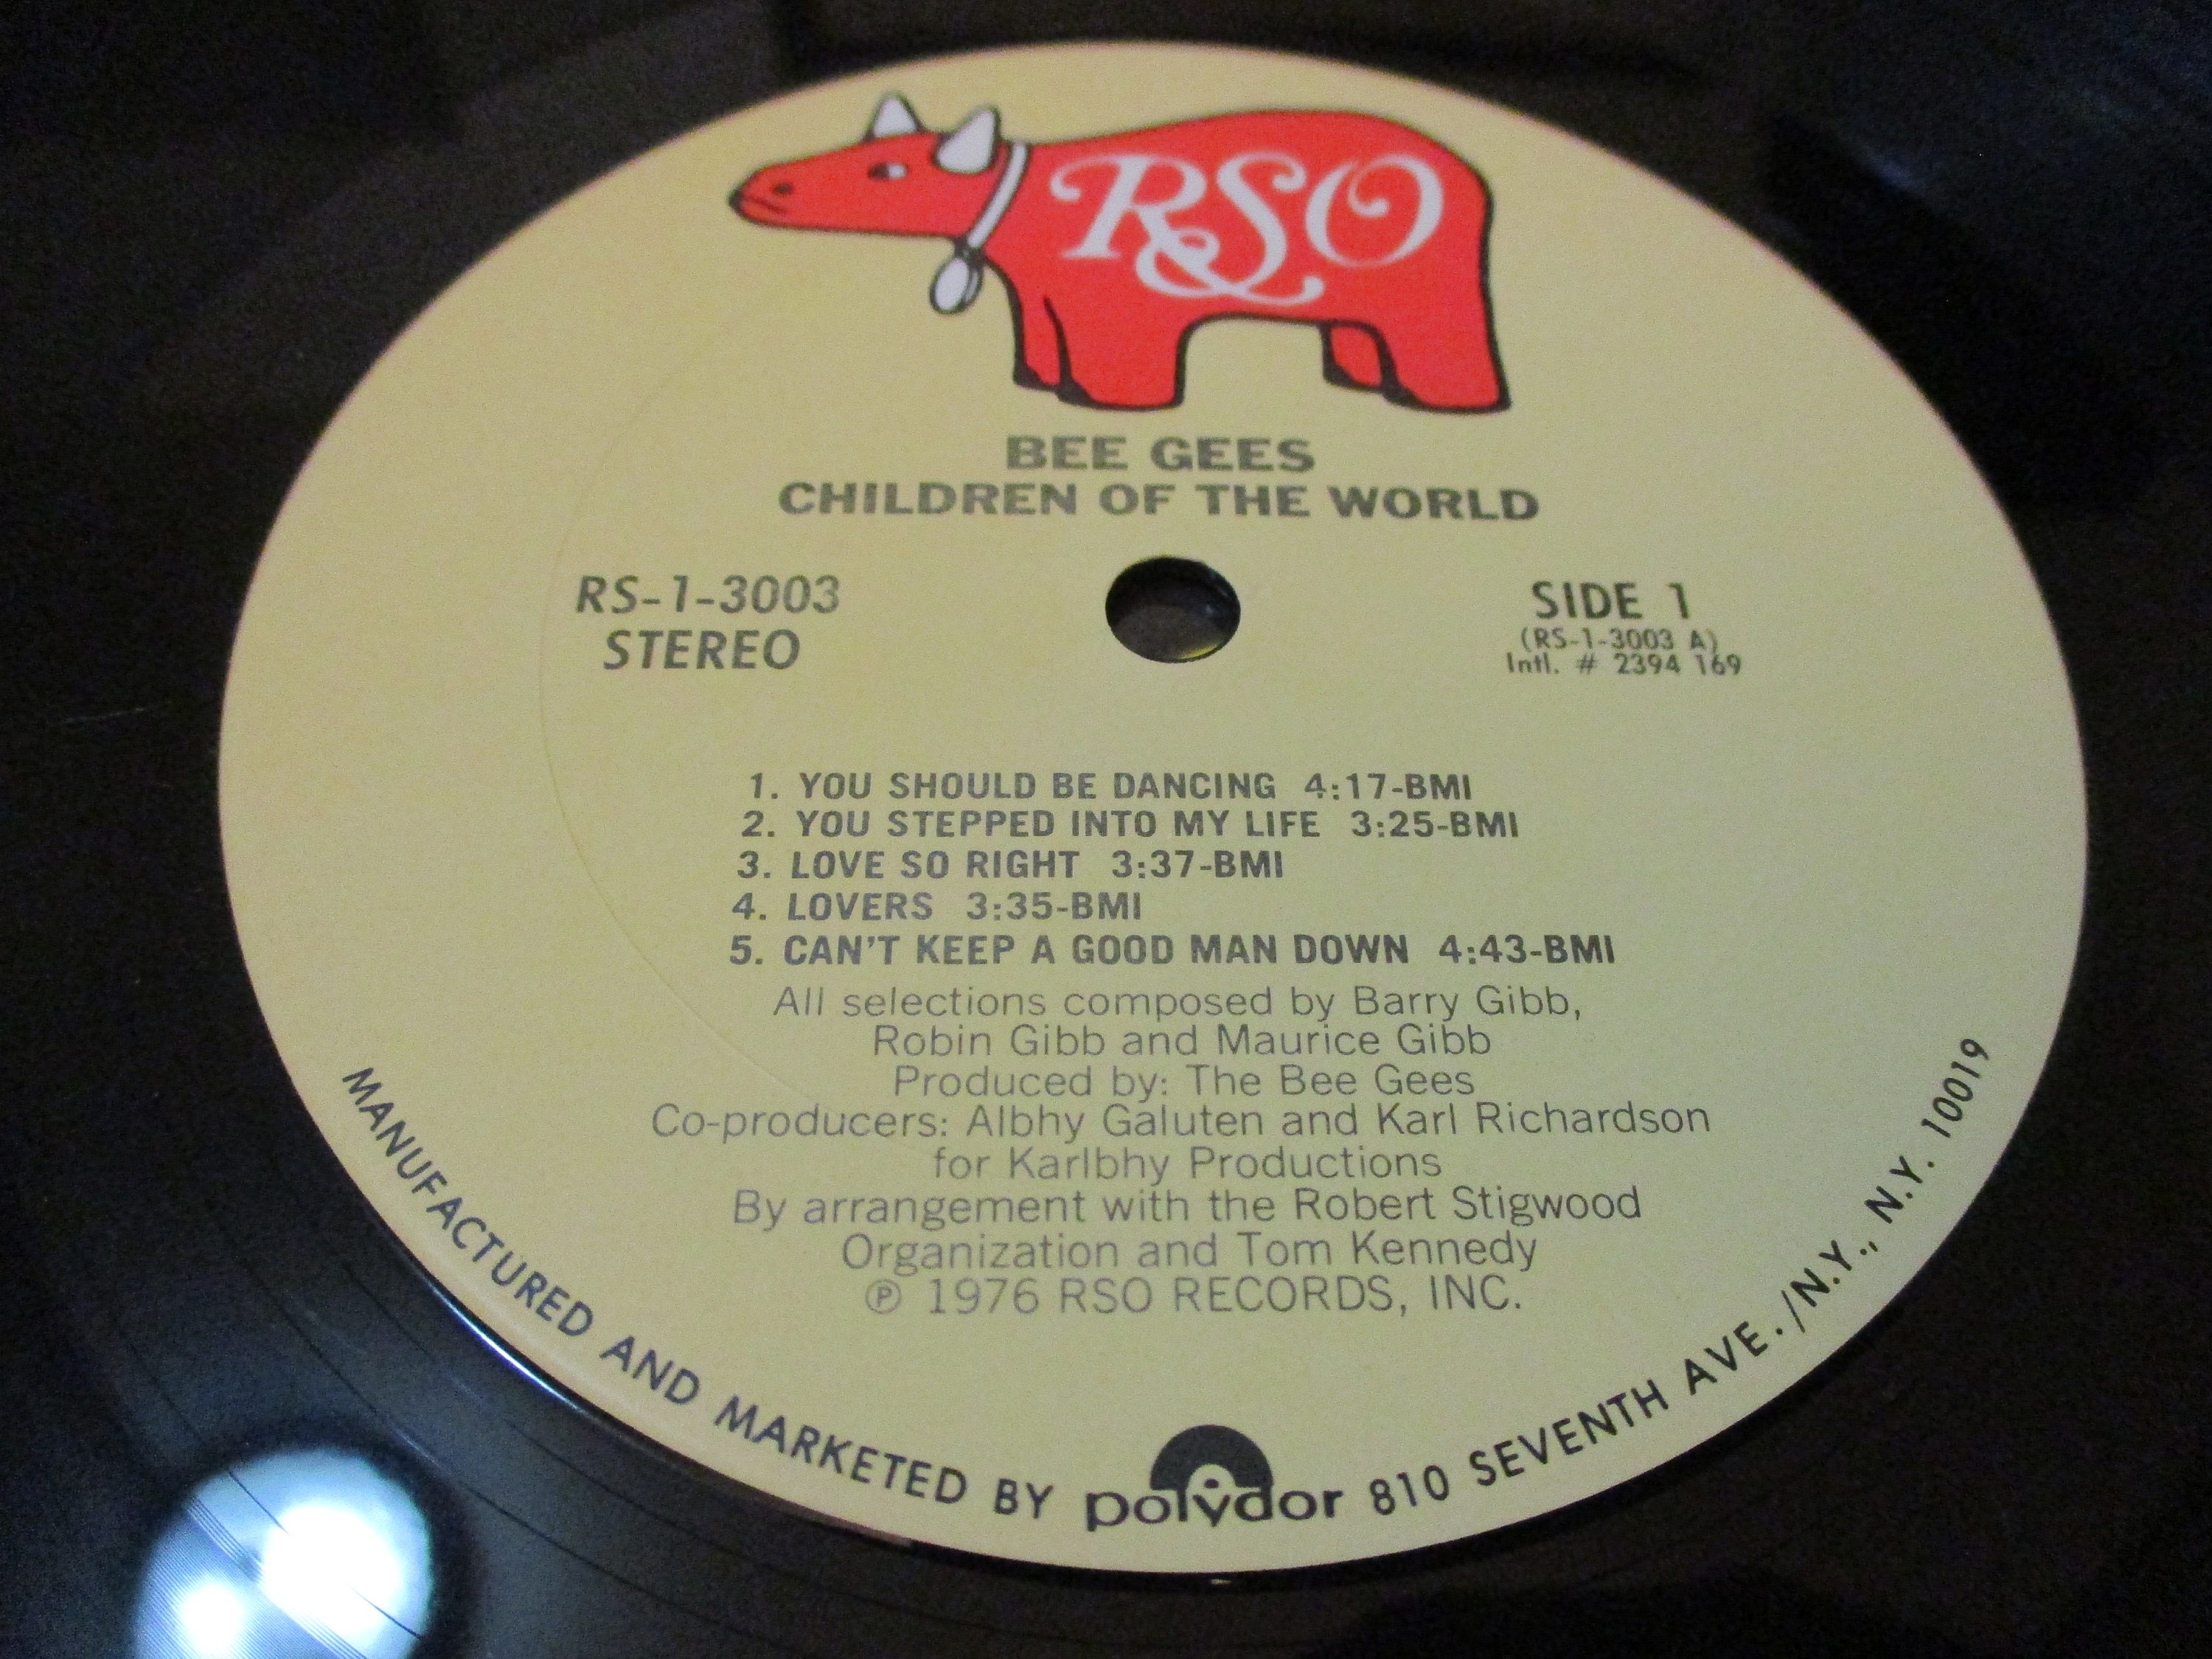 RSO
BEE GEES
CHILDREN OF THE WORLD
RS-1-3003
STEREO
SIDE 1
(RS-1-3003 A)
Intl. # 2394 169
1. YOU SHOULD BE DANCING 4:17-BMI
2. YOU STEPPED INTO MY LIFE 3:25-BMI
3. LOVE SO RIGHT 3:37-BMI
4. LOVERS 3:35-BMI
5. CAN'T KEEP A GOOD MAN DOWN 4:43-BMI
All selections composed by Barry Gibb,
Robin Gibb and Maurice Gibb
Produced by: The Bee Gees
Co-producers: Albhy Galuten and Karl Richardson
for Karlbhy Productions
By arrangement with the Robert Stigwood
Organization and Tom Kennedy
℗ 1976 RSO RECORDS, INC.
MANUFACTURED AND MARKETED BY polydor 810 SEVENTH AVE./N.Y., N.Y. 10019